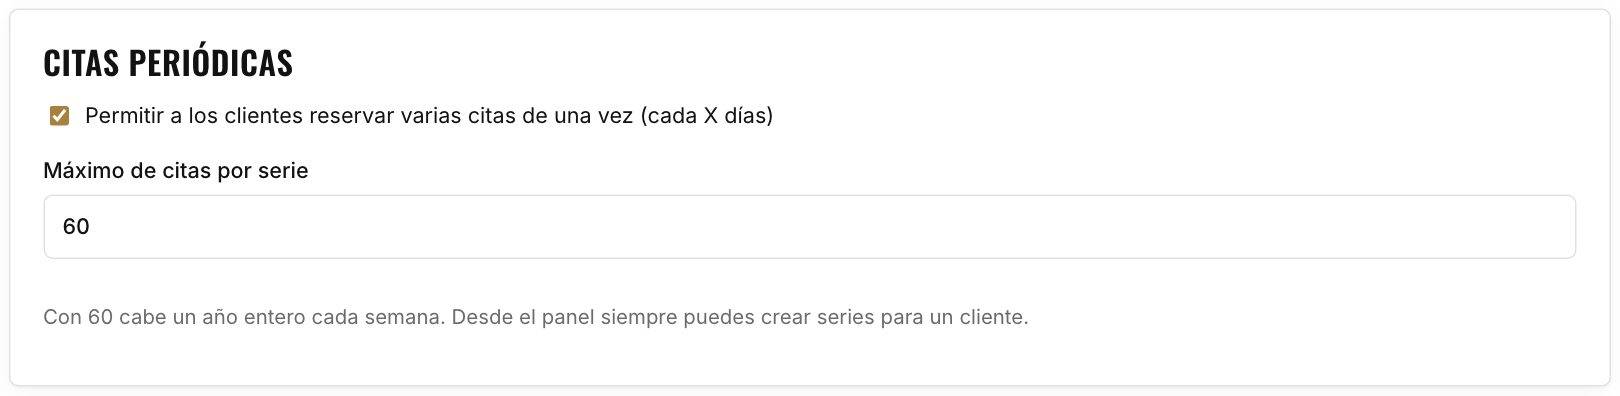 CITAS PERIÓDICAS
Permitir a los clientes reservar varias citas de una vez (cada X días)
Máximo de citas por serie
60
Con 60 cabe un año entero cada semana. Desde el panel siempre puedes crear series para un cliente.